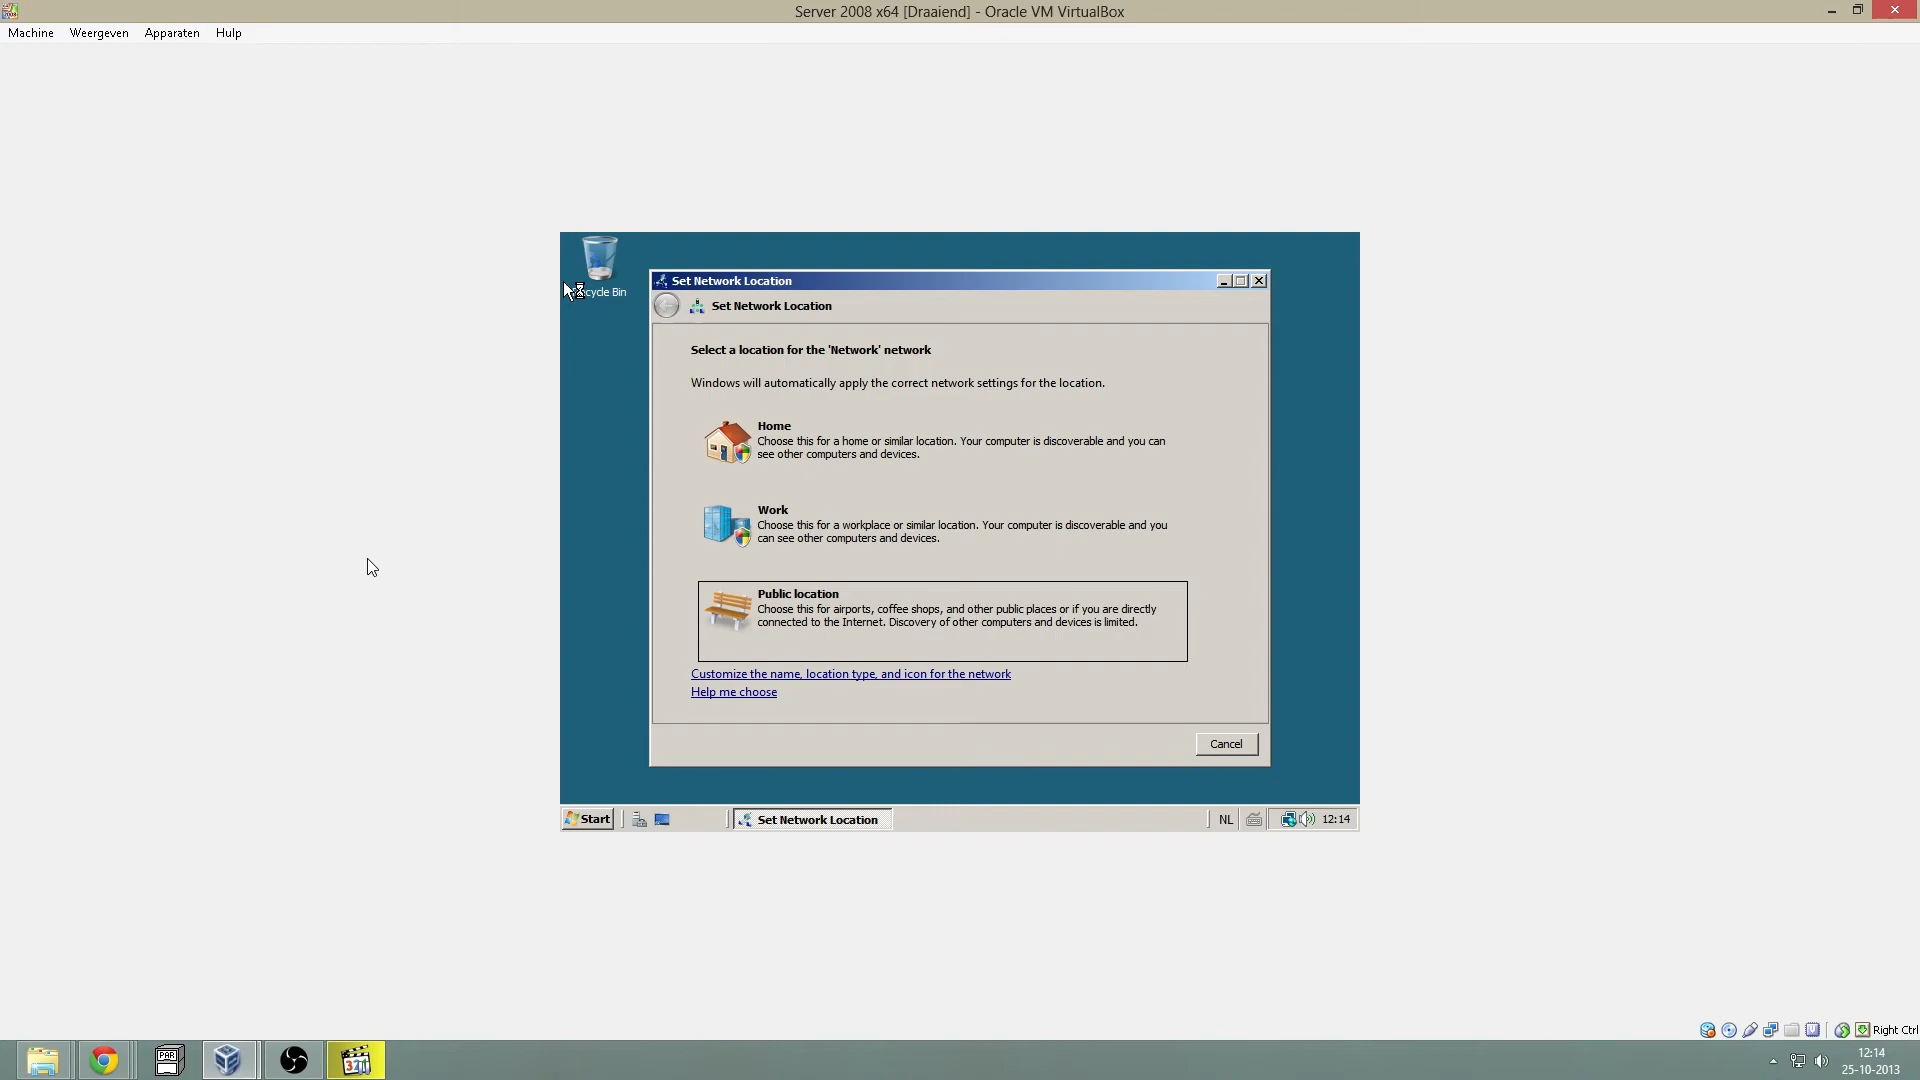 Server 2008 x64 [Draaiend] - Oracle VM VirtualBox
Machine Weergeven Apparaten Help
cycle Bin
Set Network Location
Set Network Location
Select a location for the 'Network' network
Windows will automatically apply the correct network settings for the location.
Home
Choose this for a home or similar location. Your computer is discoverable and you can
see other computers and devices.
Work
Choose this for a workplace or similar location. Your computer is discoverable and you
can see other computers and devices.
Public location
Choose this for airports, coffee shops, and other public places or if you are directly
connected to the Internet. Discovery of other computers and devices is limited.
Customize the name, location type, and icon for the network
Help me choose
Cancel
Start Set Network Location NL 12:14
Right Ctrl
PAR 321
12:14
25-10-2013